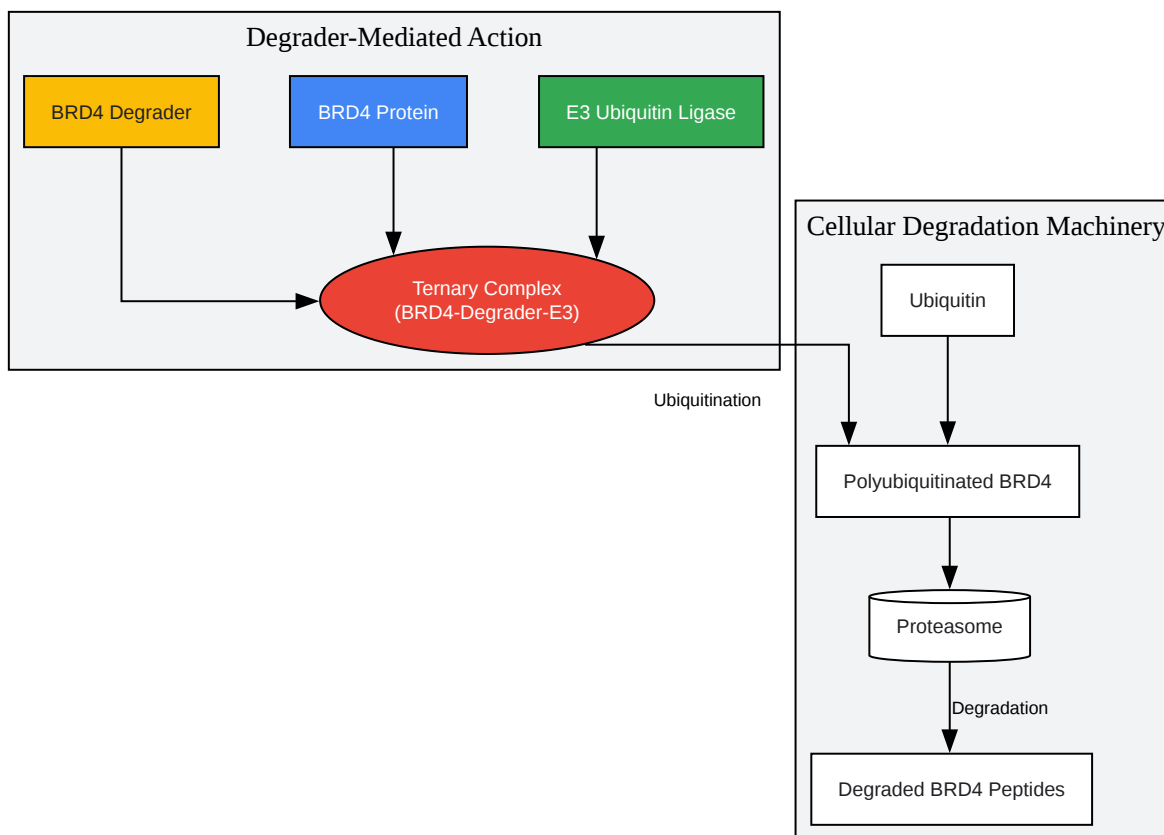 Degrader-Mediated Action
BRD4 Degrader
BRD4 Protein
E3 Ubiquitin Ligase
Ternary Complex
(BRD4-Degrader-E3)
Ubiquitination
Cellular Degradation Machinery
Ubiquitin
Polyubiquitinated BRD4
Proteasome
Degradation
Degraded BRD4 Peptides